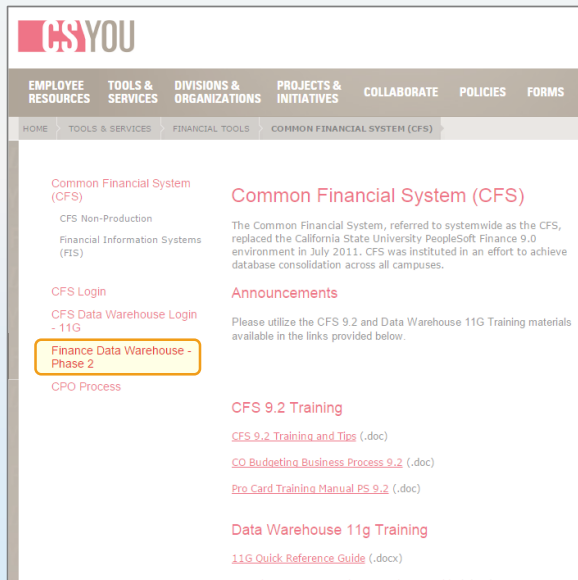 CSYOU
EMPLOYEE RESOURCES
TOOLS & SERVICES
DIVISIONS & ORGANIZATIONS
PROJECTS & INITIATIVES
COLLABORATE
POLICIES
FORMS
HOME TOOLS & SERVICES FINANCIAL TOOLS COMMON FINANCIAL SYSTEM (CFS)
Common Financial System
(CFS)
CFS Non-Production
Financial Information Systems
(FIS)
CFS Login
CFS Data Warehouse Login
- 11G
Finance Data Warehouse -
Phase 2
CPO Process
Common Financial System (CFS)
The Common Financial System, referred to systemwide as the CFS,
replaced the California State University PeopleSoft Finance 9.0
environment in July 2011. CFS was instituted in an effort to achieve
database consolidation across all campuses.
Announcements
Please utilize the CFS 9.2 and Data Warehouse 11G Training materials
available in the links provided below.
CFS 9.2 Training
CFS 9.2 Training and Tips (.doc)
CO Budgeting Business Process 9.2 (.doc)
Pro Card Training Manual PS 9.2 (.doc)
Data Warehouse 11g Training
11G Quick Reference Guide (.docx)